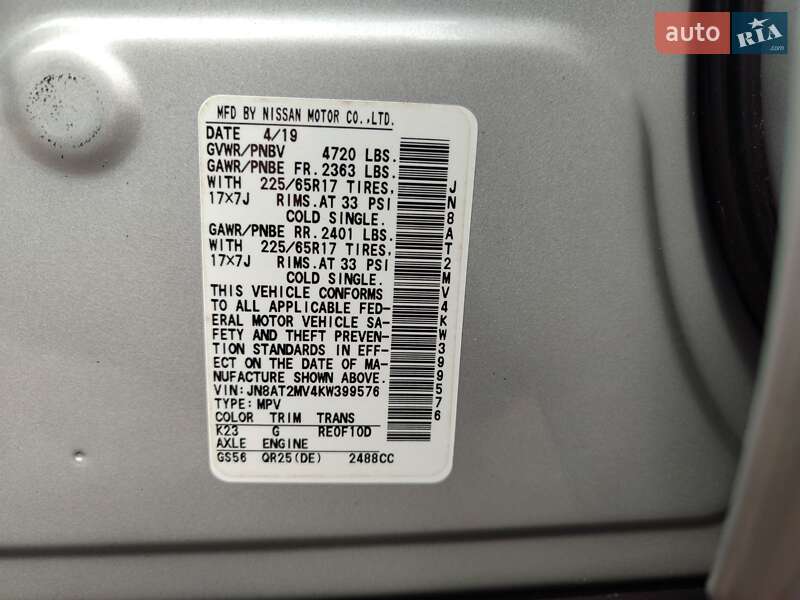 auto RIA.com
MFD BY NISSAN MOTOR CO.,LTD.
DATE 4/19
GVWR/PNBV 4720 LBS.
GAWR/PNBE FR. 2363 LBS.
WITH 225/65R17 TIRES,
17×7J RIMS. AT 33 PSI
COLD SINGLE.
GAWR/PNBE RR. 2401 LBS.
WITH 225/65R17 TIRES,
17×7J RIMS. AT 33 PSI
COLD SINGLE.
THIS VEHICLE CONFORMS
TO ALL APPLICABLE FED-
ERAL MOTOR VEHICLE SA-
FETY AND THEFT PREVEN-
TION STANDARDS IN EFF-
ECT ON THE DATE OF MA-
NUFACTURE SHOWN ABOVE.
VIN:JN8AT2MV4KW399576
TYPE:MPV
COLOR TRIM TRANS
K23 G RE0F10D
AXLE ENGINE
GS56 QR25(DE) 2488CC
JN8AT2MV4KW399576